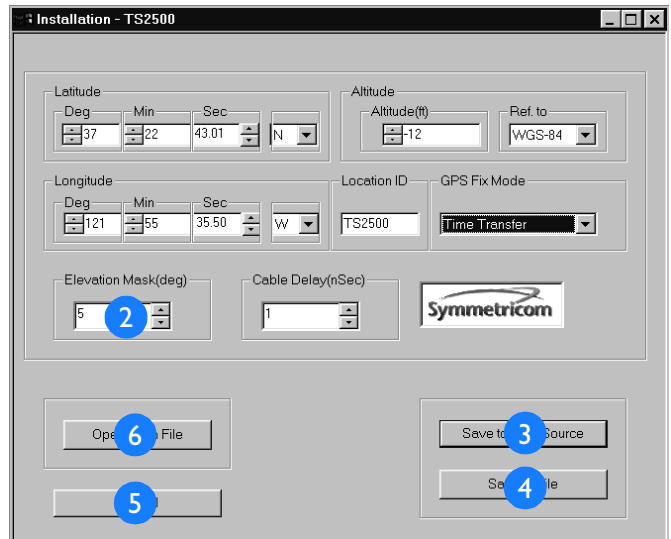 Installation - TS2500
Latitude
Deg Min Sec
37 22 43.01 N
Altitude
Altitude(ft) Ref. to
-12 WGS-84
Longitude
Deg Min Sec
121 55 35.50 W
Location ID
TS2500
GPS Fix Mode
Time Transfer
Elevation Mask(deg)
5 2
Cable Delay(nSec)
1
Symmetricom
6 File
Save to 3 Source
4
5